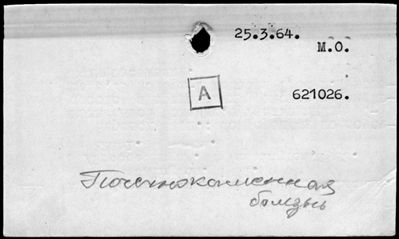 25.3.64.
М.О.
А
621026.
Почечнокаменная
болезнь